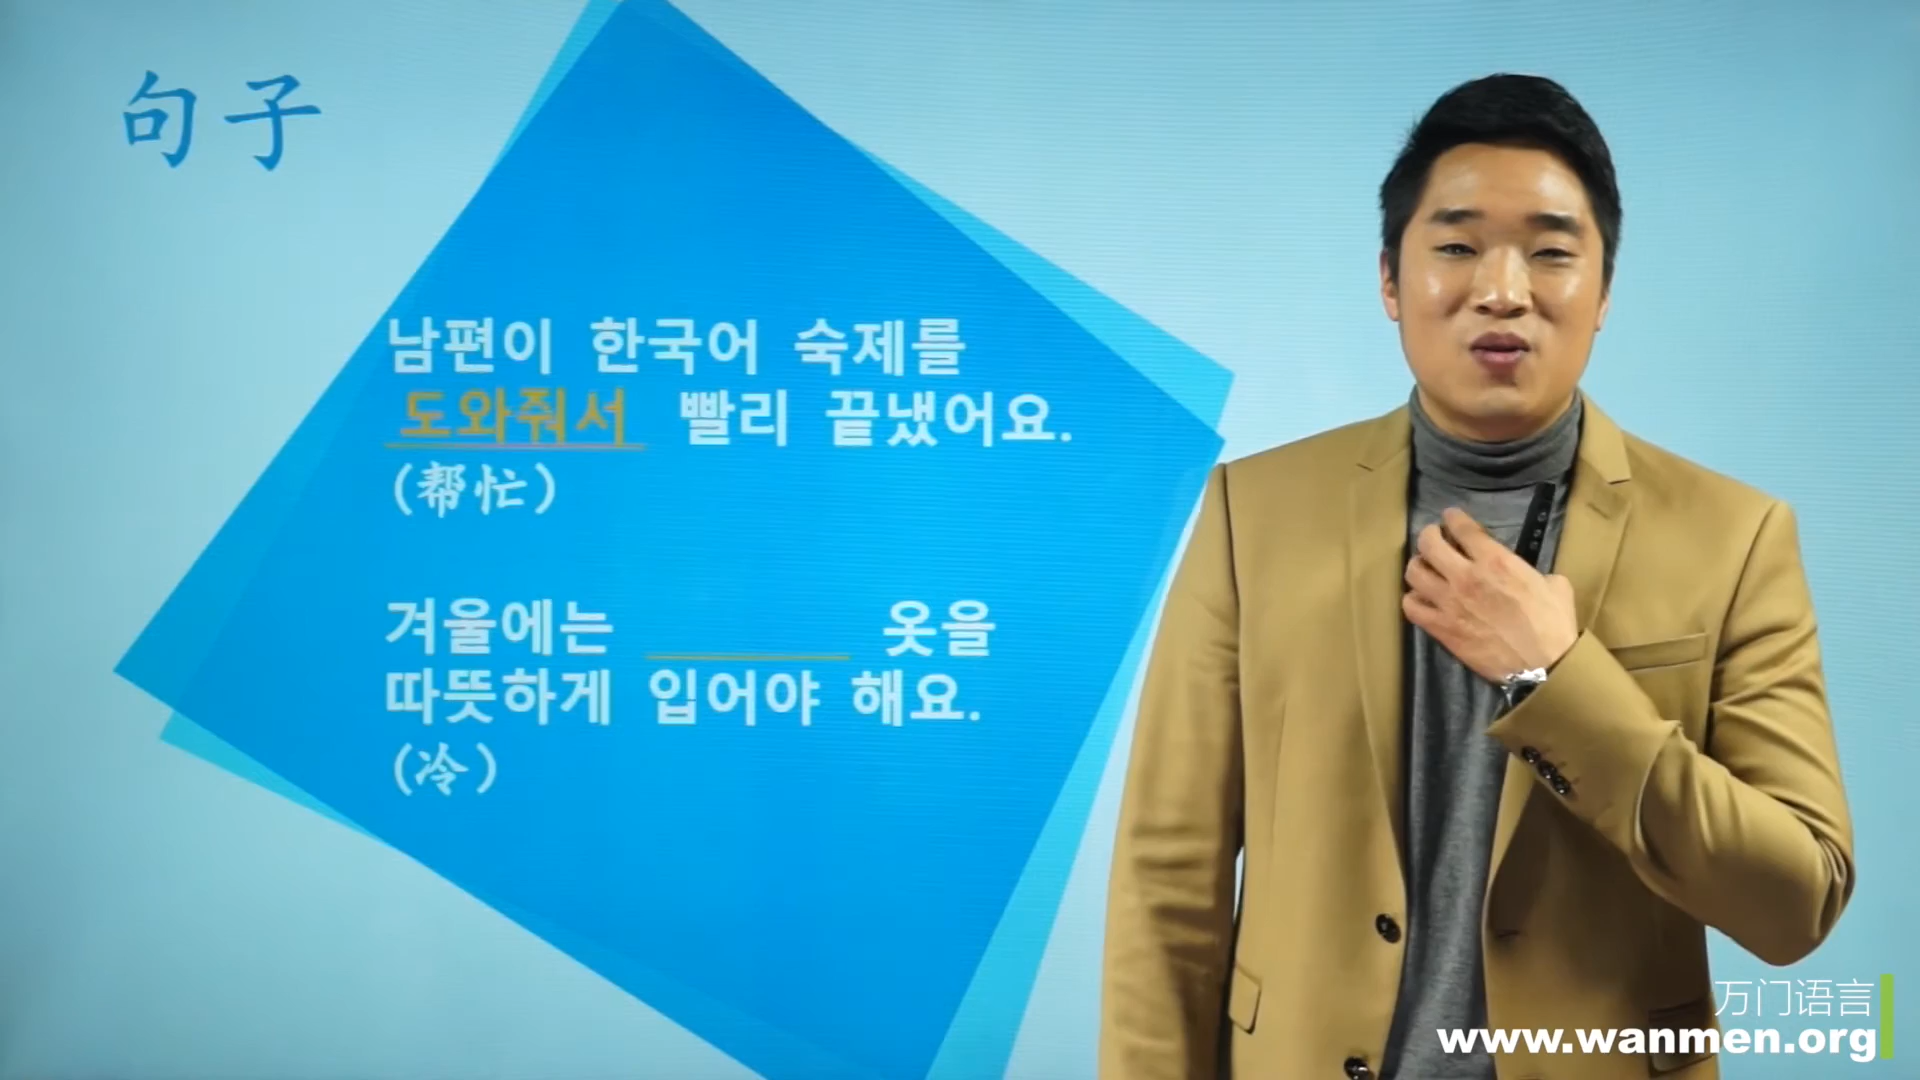 句子
남편이 한국어 숙제를
도와줘서 빨리 끝냈어요.
(帮忙)
겨울에는 ______ 옷을
따뜻하게 입어야 해요.
(冷)
万门语言
www.wanmen.org